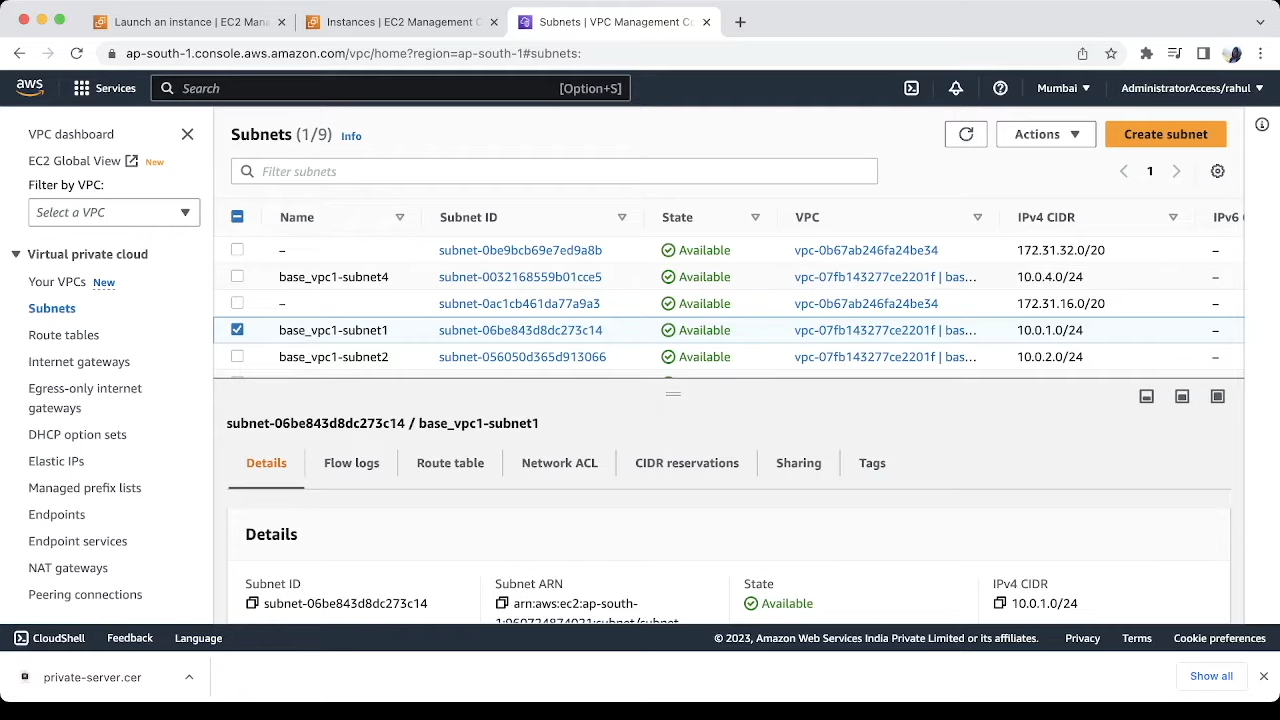 Launch an instance | EC2 Man
Instances | EC2 Management C
Subnets | VPC Management Co
ap-south-1.console.aws.amazon.com/vpc/home?region=ap-south-1#subnets:
aws Services Search [Option+S] Mumbai AdministratorAccess/rahul
VPC dashboard
EC2 Global View New
Filter by VPC:
Select a VPC
Virtual private cloud
Your VPCs New
Subnets
Route tables
Internet gateways
Egress-only internet
gateways
DHCP option sets
Elastic IPs
Managed prefix lists
Endpoints
Endpoint services
NAT gateways
Peering connections
Subnets (1/9) Info
Actions Create subnet
Filter subnets
1
Name Subnet ID State VPC IPv4 CIDR IPv6 C
– subnet-0be9bcb69e7ed9a8b Available vpc-0b67ab246fa24be34 172.31.32.0/20 –
base_vpc1-subnet4 subnet-0032168559b01cce5 Available vpc-07fb143277ce2201f | bas... 10.0.4.0/24 –
– subnet-0ac1cb461da77a9a3 Available vpc-0b67ab246fa24be34 172.31.16.0/20 –
base_vpc1-subnet1 subnet-06be843d8dc273c14 Available vpc-07fb143277ce2201f | bas... 10.0.1.0/24 –
base_vpc1-subnet2 subnet-056050d365d913066 Available vpc-07fb143277ce2201f | bas... 10.0.2.0/24 –
subnet-06be843d8dc273c14 / base_vpc1-subnet1
Details Flow logs Route table Network ACL CIDR reservations Sharing Tags
Details
Subnet ID Subnet ARN State IPv4 CIDR
subnet-06be843d8dc273c14 arn:aws:ec2:ap-south- Available 10.0.1.0/24
CloudShell Feedback Language © 2023, Amazon Web Services India Private Limited or its affiliates. Privacy Terms Cookie preferences
private-server.cer Show all